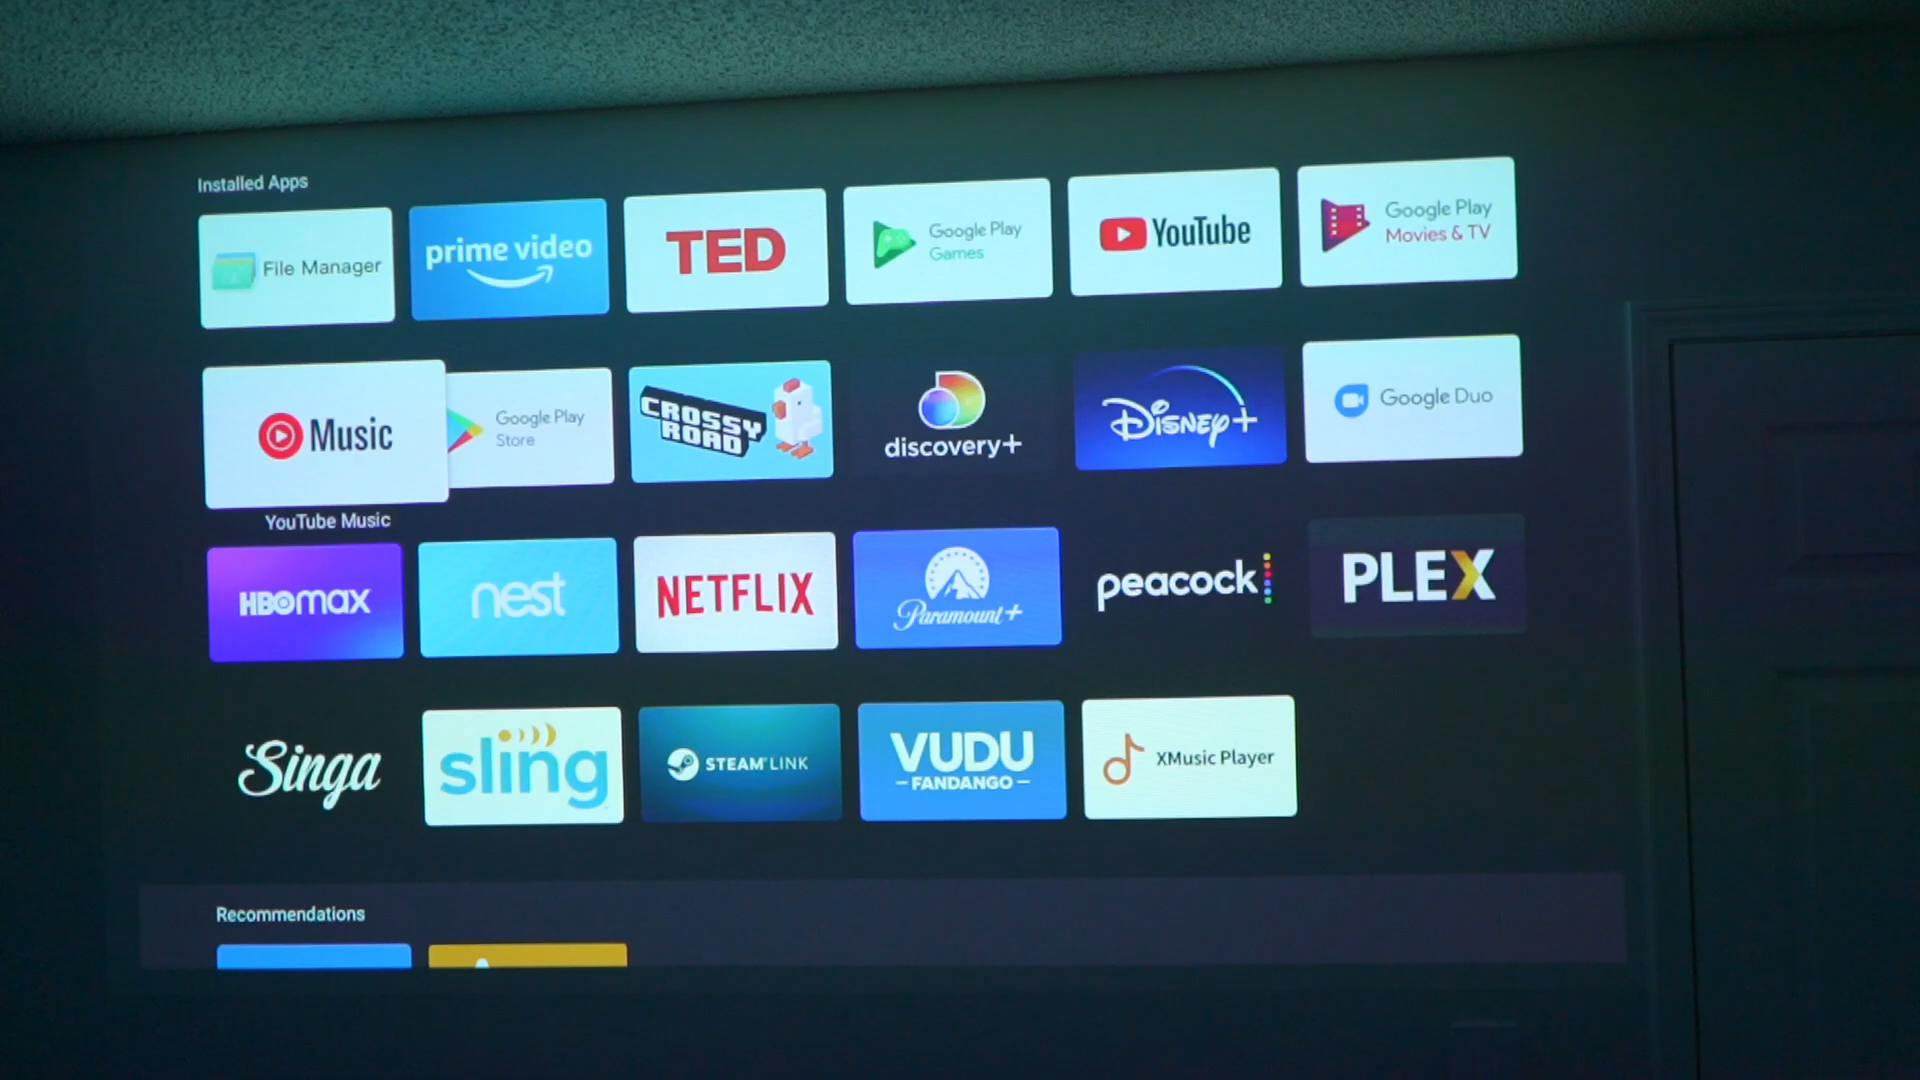 Installed Apps
File Manager
prime video
TED
Google Play
Games
YouTube
Google Play
Movies & TV
Music
YouTube Music
Google Play
Store
CROSSY
ROAD
discovery+
Disney+
Google Duo
HBOmax
nest
NETFLIX
Paramount+
peacock
PLEX
Singa
sling
STEAM LINK
VUDU
FANDANGO
XMusic Player
Recommendations